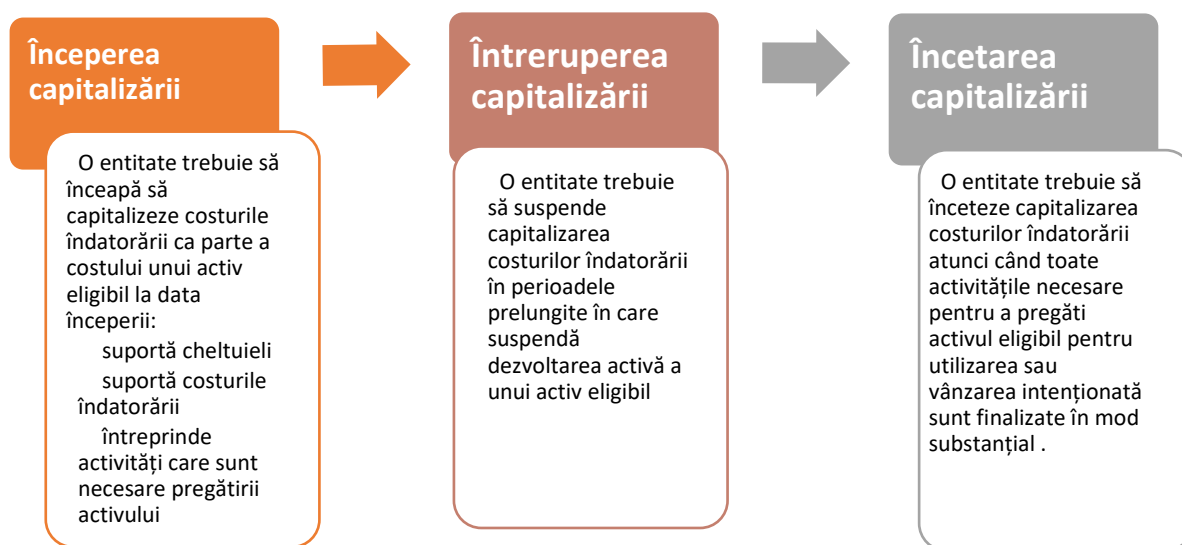 Începerea
capitalizării
O entitate trebuie să
înceapă să
capitalizeze costurile
îndatorării ca parte a
costului unui activ
eligibil la data
începerii:
suportă cheltuieli
suportă costurile
îndatorării
întreprinde
activități care sunt
necesare pregătirii
activului
Întreruperea
capitalizării
O entitate trebuie
să suspende
capitalizarea
costurilor îndatorării
în perioadele
prelungite în care
suspendă
dezvoltarea activă a
unui activ eligibil
Încetarea
capitalizării
O entitate trebuie să
înceteze capitalizarea
costurilor îndatorării
atunci când toate
activitățile necesare
pentru a pregăti
activul eligibil pentru
utilizarea sau
vânzarea intenționată
sunt finalizate în mod
substanțial .